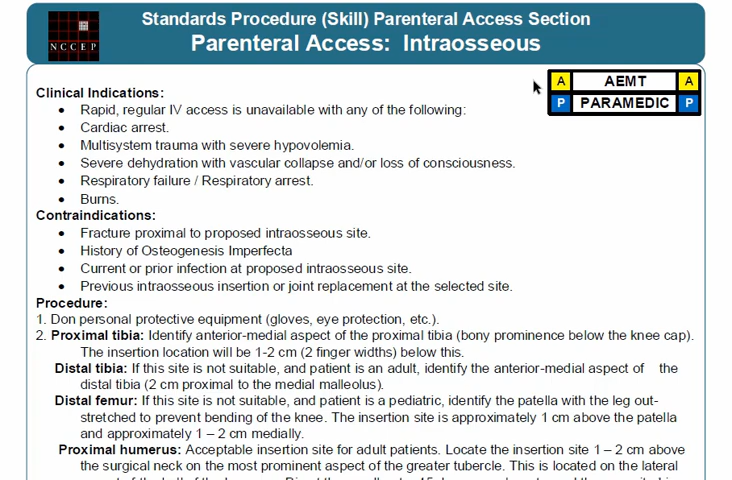 Standards Procedure (Skill) Parenteral Access Section
Parenteral Access: Intraosseous
NCCEP
A AEMT A
P PARAMEDIC P
Clinical Indications:
• Rapid, regular IV access is unavailable with any of the following:
• Cardiac arrest.
• Multisystem trauma with severe hypovolemia.
• Severe dehydration with vascular collapse and/or loss of consciousness.
• Respiratory failure / Respiratory arrest.
• Burns.
Contraindications:
• Fracture proximal to proposed intraosseous site.
• History of Osteogenesis Imperfecta
• Current or prior infection at proposed intraosseous site.
• Previous intraosseous insertion or joint replacement at the selected site.
Procedure:
1. Don personal protective equipment (gloves, eye protection, etc.).
2. Proximal tibia: Identify anterior-medial aspect of the proximal tibia (bony prominence below the knee cap).
The insertion location will be 1-2 cm (2 finger widths) below this.
Distal tibia: If this site is not suitable, and patient is an adult, identify the anterior-medial aspect of the
distal tibia (2 cm proximal to the medial malleolus).
Distal femur: If this site is not suitable, and patient is a pediatric, identify the patella with the leg out-
stretched to prevent bending of the knee. The insertion site is approximately 1 cm above the patella
and approximately 1 – 2 cm medially.
Proximal humerus: Acceptable insertion site for adult patients. Locate the insertion site 1 – 2 cm above
the surgical neck on the most prominent aspect of the greater tubercle. This is located on the lateral